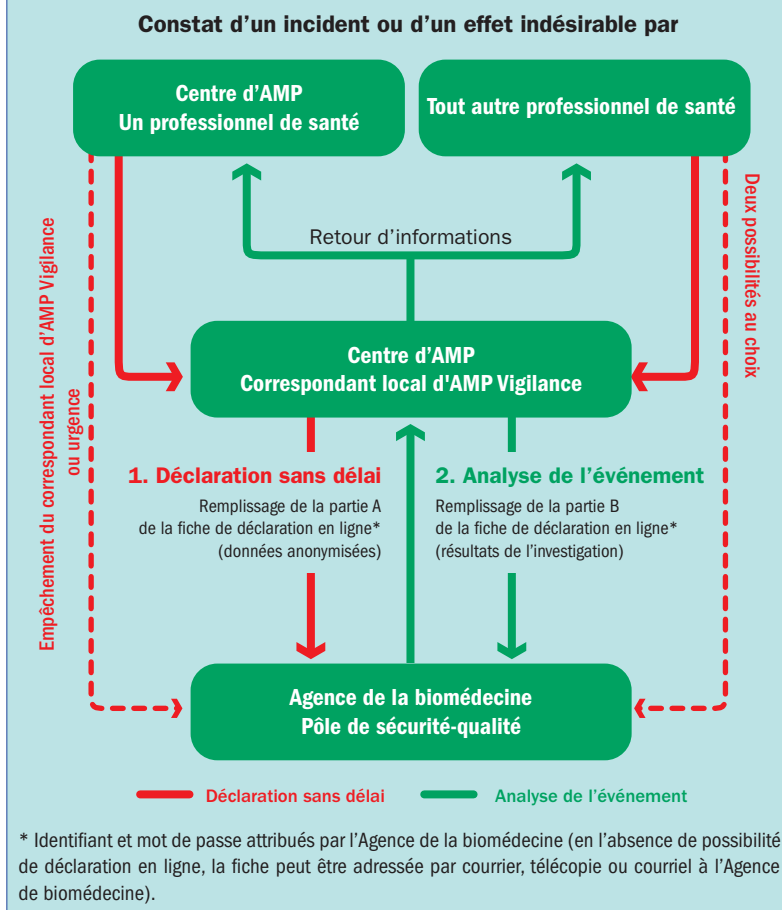 Constat d'un incident ou d'un effet indésirable par
Centre d'AMP
Un professionnel de santé
Tout autre professionnel de santé
Retour d'informations
Empêchement du correspondant local d'AMP Vigilance
ou urgence
Deux possibilités au choix
Centre d'AMP
Correspondant local d'AMP Vigilance
1. Déclaration sans délai
Remplissage de la partie A
de la fiche de déclaration en ligne*
(données anonymisées)
2. Analyse de l'événement
Remplissage de la partie B
de la fiche de déclaration en ligne*
(résultats de l'investigation)
Agence de la biomédecine
Pôle de sécurité-qualité
Déclaration sans délai
Analyse de l'événement
* Identifiant et mot de passe attribués par l'Agence de la biomédecine (en l'absence de possibilité
de déclaration en ligne, la fiche peut être adressée par courrier, télécopie ou courriel à l'Agence
de biomédecine).